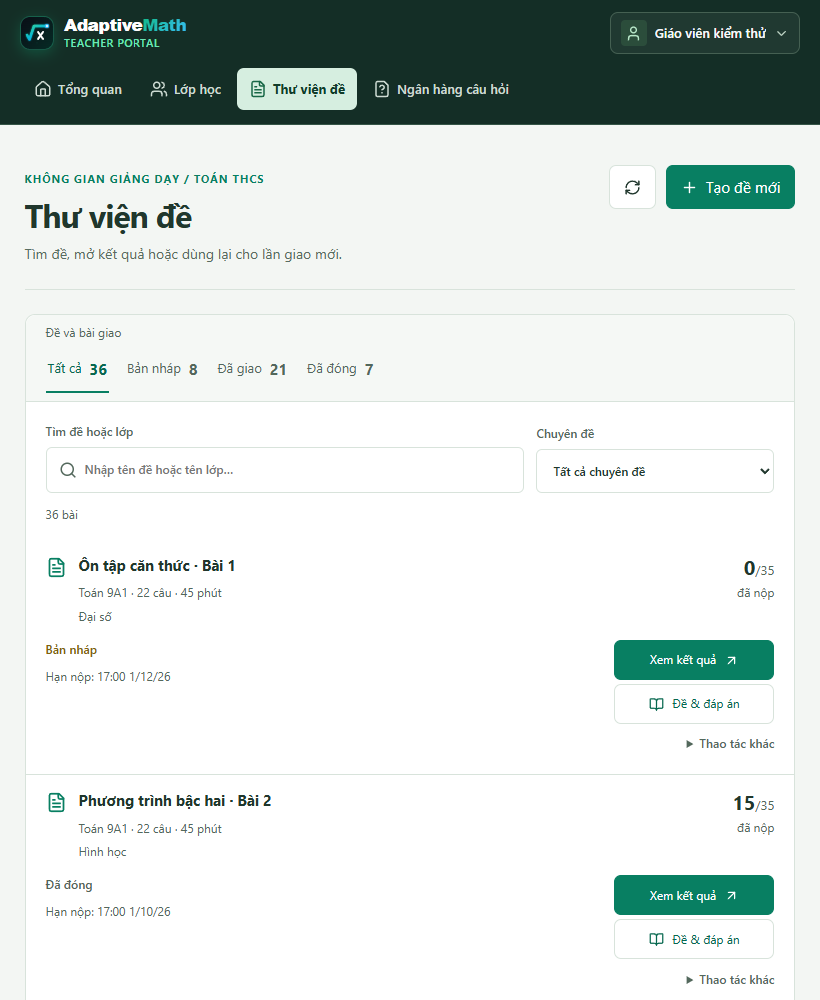 AdaptiveMath
TEACHER PORTAL
Giáo viên kiểm thử
Tổng quan
Lớp học
Thư viện đề
Ngân hàng câu hỏi
KHÔNG GIAN GIẢNG DẠY / TOÁN THCS
Thư viện đề
Tìm đề, mở kết quả hoặc dùng lại cho lần giao mới.
Tạo đề mới
Đề và bài giao
Tất cả 36 Bản nháp 8 Đã giao 21 Đã đóng 7
Tìm đề hoặc lớp
Nhập tên đề hoặc tên lớp...
Chuyên đề
Tất cả chuyên đề
36 bài
Ôn tập căn thức · Bài 1
Toán 9A1 · 22 câu · 45 phút
Đại số
0/35
đã nộp
Bản nháp
Hạn nộp: 17:00 1/12/26
Xem kết quả
Đề & đáp án
Thao tác khác
Phương trình bậc hai · Bài 2
Toán 9A1 · 22 câu · 45 phút
Hình học
15/35
đã nộp
Đã đóng
Hạn nộp: 17:00 1/10/26
Xem kết quả
Đề & đáp án
Thao tác khác